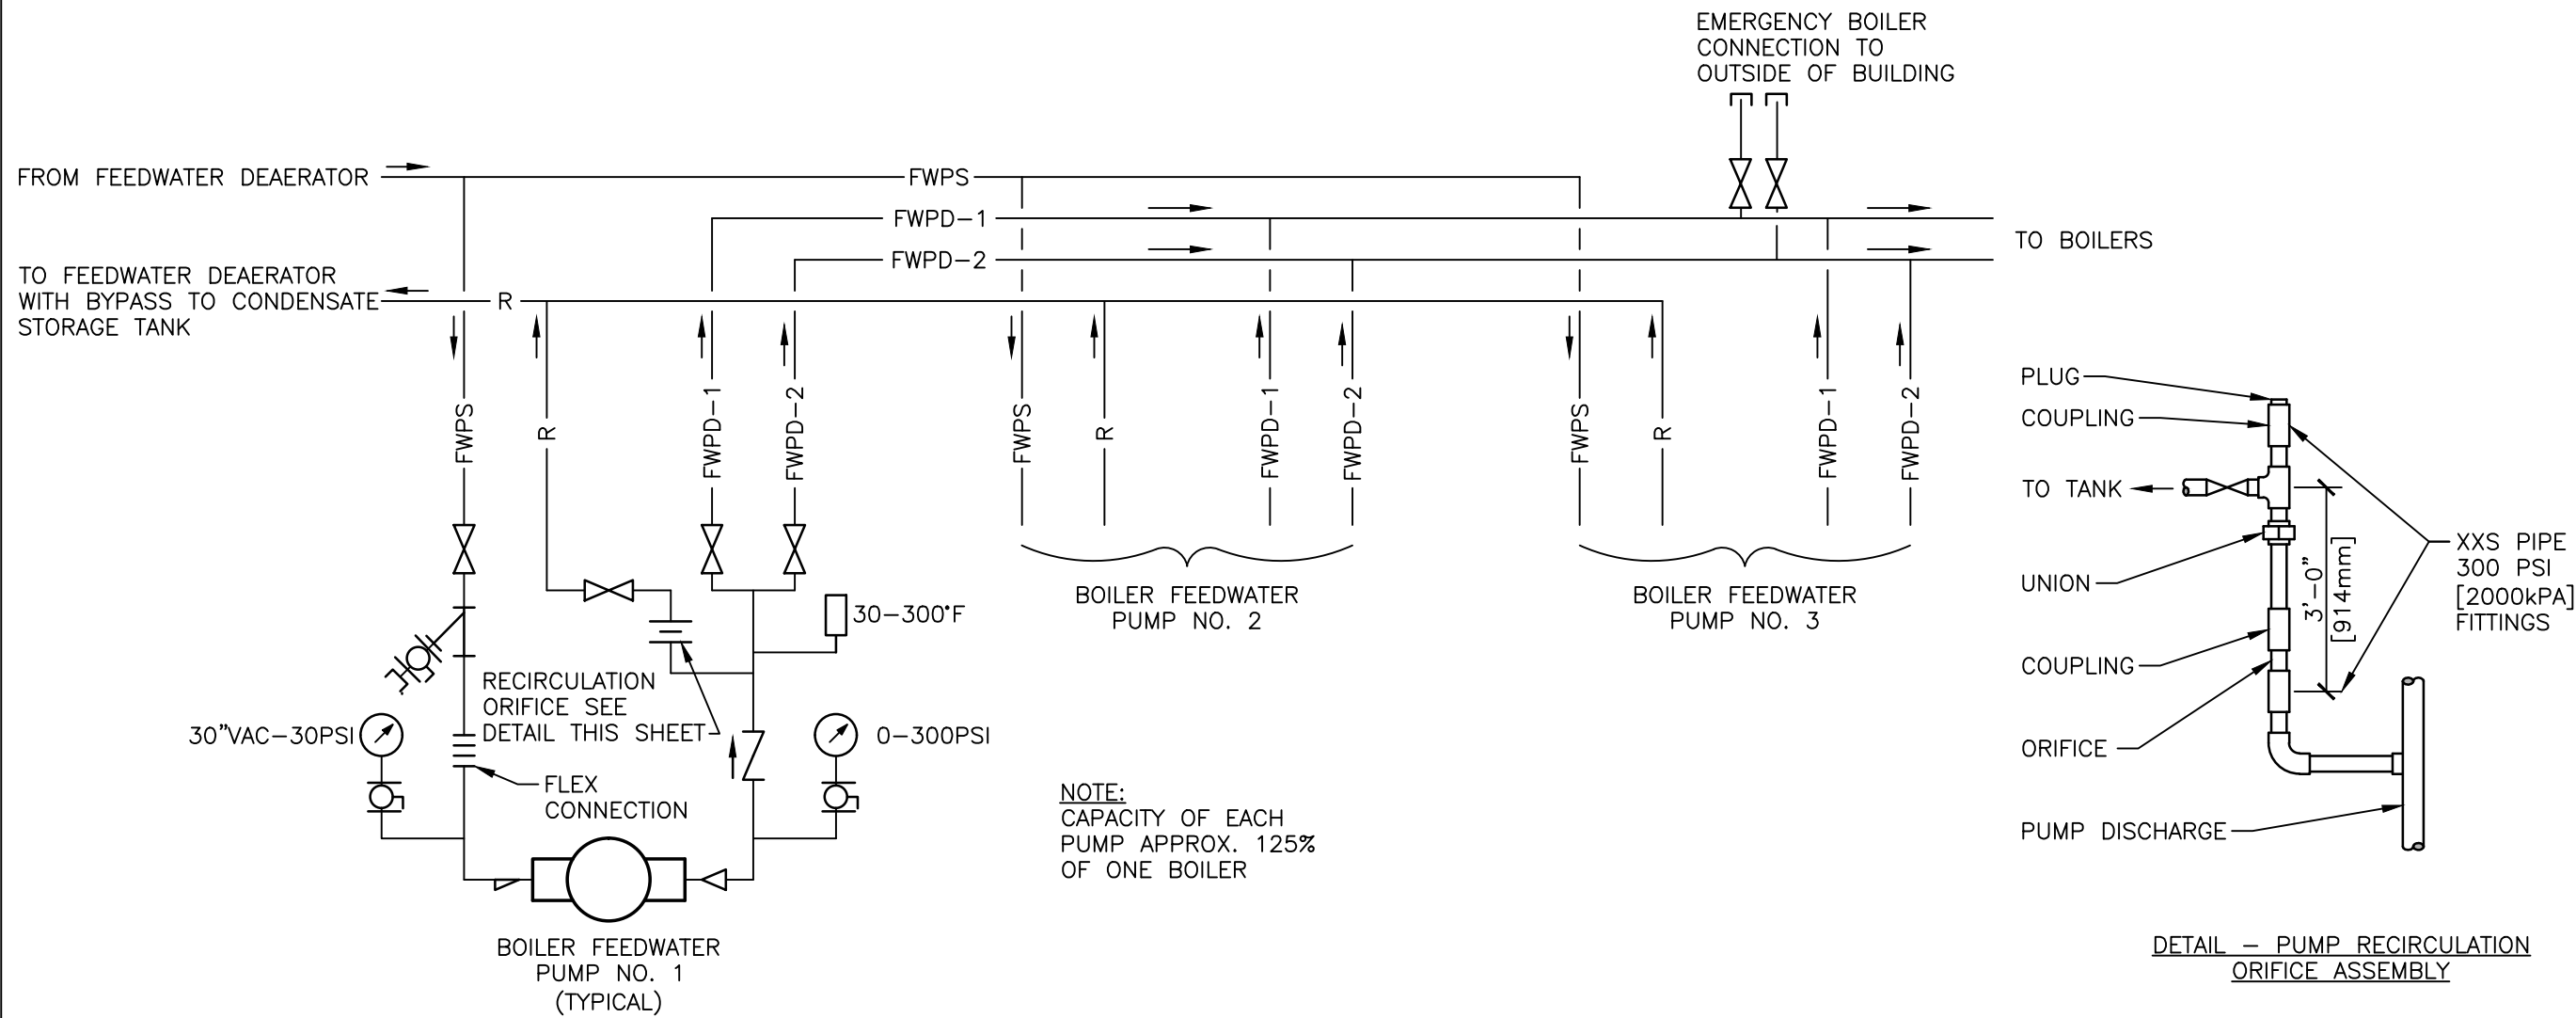 EMERGENCY BOILER
CONNECTION TO
OUTSIDE OF BUILDING
FROM FEEDWATER DEAERATOR
FWPS
FWPD-1
FWPD-2
TO BOILERS
TO FEEDWATER DEAERATOR
WITH BYPASS TO CONDENSATE
STORAGE TANK
R
FWPS
R
FWPD-1
FWPD-2
FWPS
R
FWPD-1
FWPD-2
FWPS
R
FWPD-1
FWPD-2
BOILER FEEDWATER
PUMP NO. 2
BOILER FEEDWATER
PUMP NO. 3
30-300°F
RECIRCULATION
ORIFICE SEE
DETAIL THIS SHEET
30"VAC-30PSI
0-300PSI
FLEX
CONNECTION
NOTE:
CAPACITY OF EACH
PUMP APPROX. 125%
OF ONE BOILER
BOILER FEEDWATER
PUMP NO. 1
(TYPICAL)
PLUG
COUPLING
TO TANK
UNION
COUPLING
ORIFICE
PUMP DISCHARGE
3'-0"
[914mm]
XXS PIPE
300 PSI
[2000kPA]
FITTINGS
DETAIL - PUMP RECIRCULATION
ORIFICE ASSEMBLY